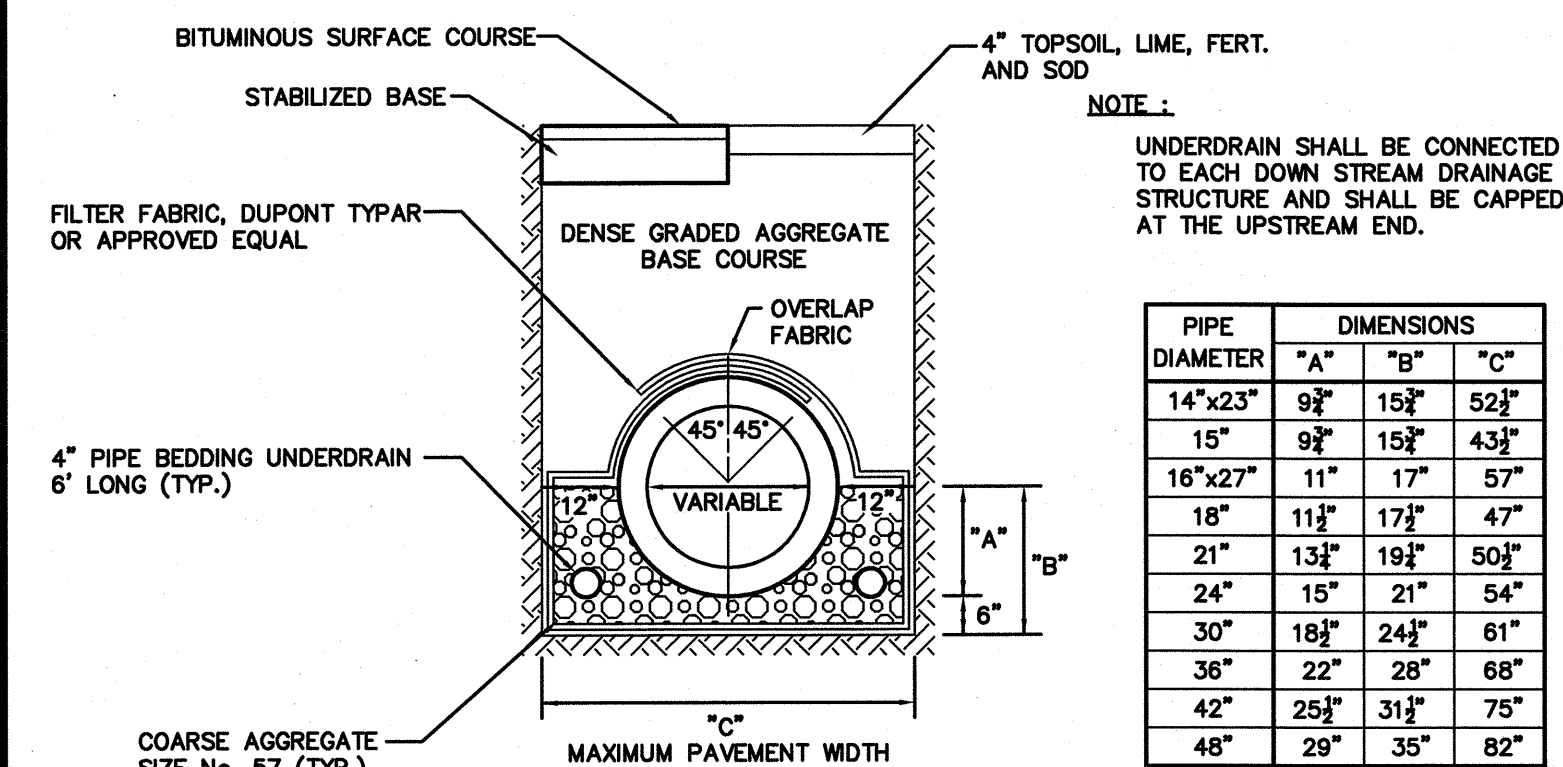 BITUMINOUS SURFACE COURSE
STABILIZED BASE
4" TOPSOIL, LIME, FERT.
AND SOD
NOTE :
UNDERDRAIN SHALL BE CONNECTED
TO EACH DOWN STREAM DRAINAGE
STRUCTURE AND SHALL BE CAPPED
AT THE UPSTREAM END.
FILTER FABRIC, DUPONT TYPAR
OR APPROVED EQUAL
DENSE GRADED AGGREGATE
BASE COURSE
OVERLAP
FABRIC
45° 45°
4" PIPE BEDDING UNDERDRAIN
6' LONG (TYP.)
12" VARIABLE 12"
"A"
"B"
6"
"C"
MAXIMUM PAVEMENT WIDTH
COARSE AGGREGATE
SIZE No. 57 (TYP.)
PIPE DIAMETER DIMENSIONS
"A" "B" "C"
14"x23" 9¾" 15¾" 52½"
15" 9¾" 15¾" 43½"
16"x27" 11" 17" 57"
18" 11½" 17½" 47"
21" 13¼" 19¼" 50½"
24" 15" 21" 54"
30" 18½" 24½" 61"
36" 22" 28" 68"
42" 25½" 31½" 75"
48" 29" 35" 82"